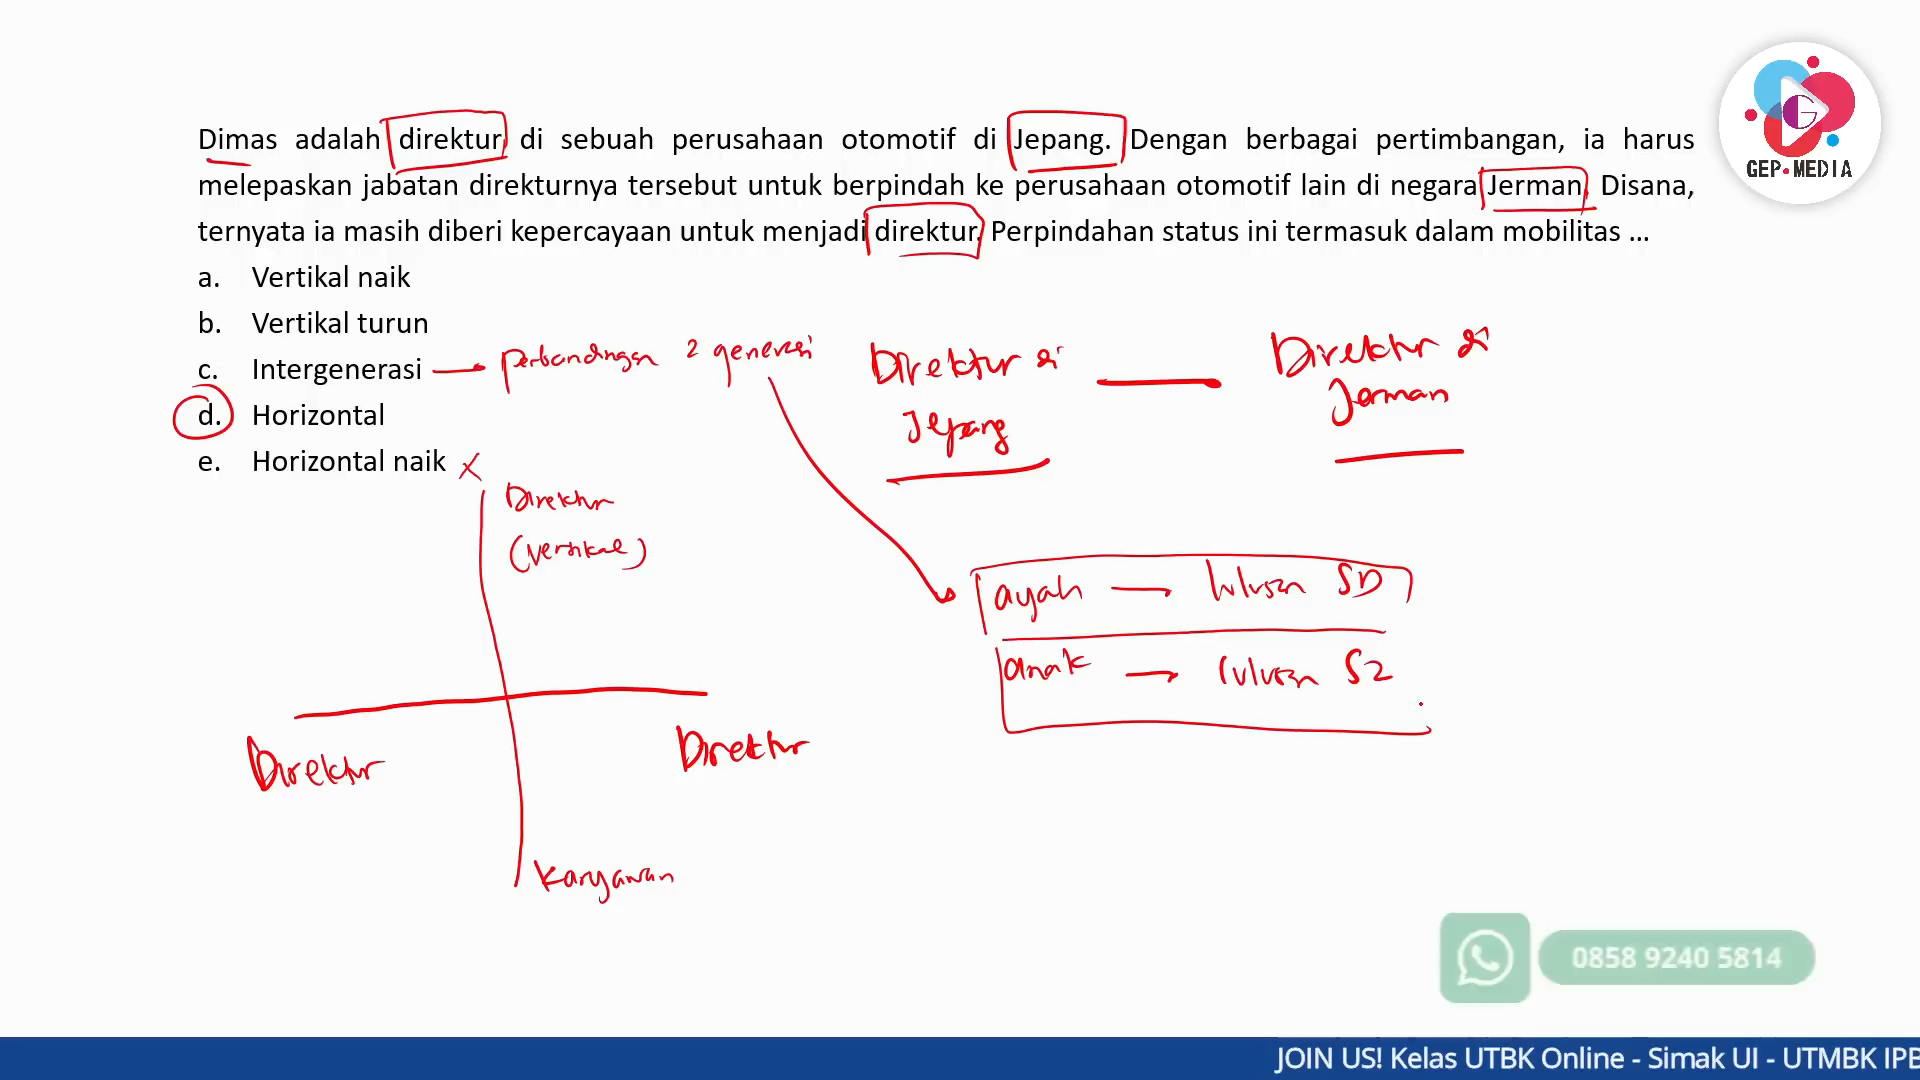 Dimas adalah direktur di sebuah perusahaan otomotif di Jepang. Dengan berbagai pertimbangan, ia harus
melepaskan jabatan direkturnya tersebut untuk berpindah ke perusahaan otomotif lain di negara Jerman. Disana,
ternyata ia masih diberi kepercayaan untuk menjadi direktur. Perpindahan status ini termasuk dalam mobilitas ...
a. Vertikal naik
b. Vertikal turun
c. Intergenerasi
perbandingan 2 generasi
d. Horizontal
e. Horizontal naik
Direktur di
Jepang
Direktur di
Jerman
Direktur
(vertikal)
ayah lulusan SD
anak lulusan S2
Direktur
Direktur
Karyawan
GEP MEDIA
0858 9240 5814
JOIN US! Kelas UTBK Online - Simak UI - UTMBK IPB